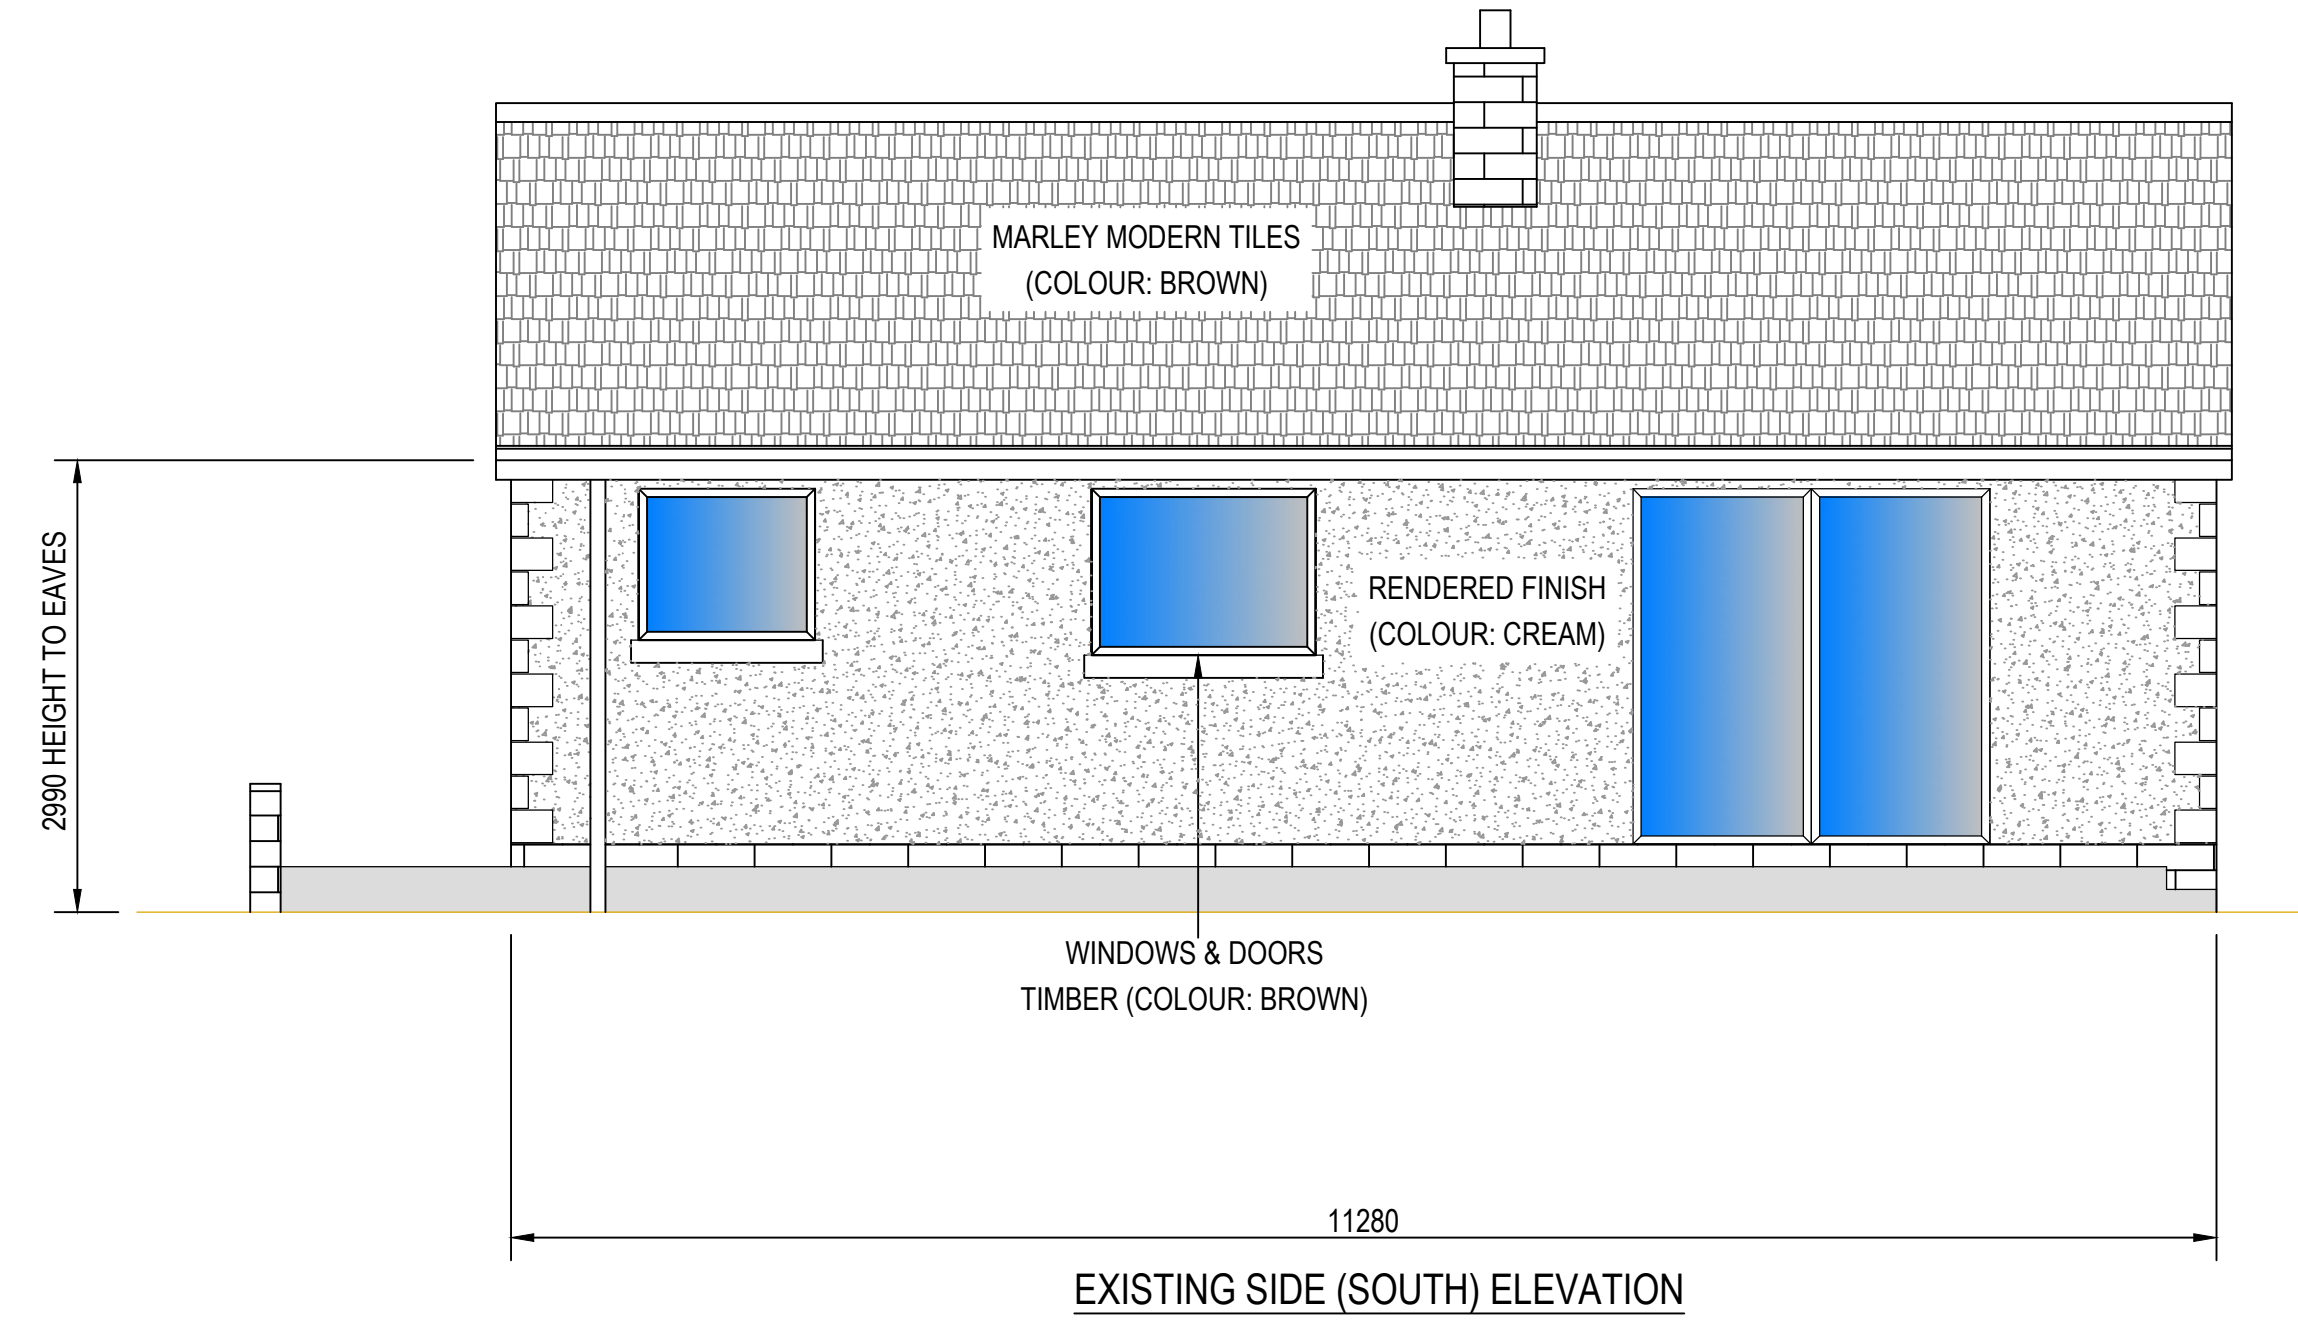 MARLEY MODERN TILES
(COLOUR: BROWN)
2990 HEIGHT TO EAVES
RENDERED FINISH
(COLOUR: CREAM)
WINDOWS & DOORS
TIMBER (COLOUR: BROWN)
11280
EXISTING SIDE (SOUTH) ELEVATION